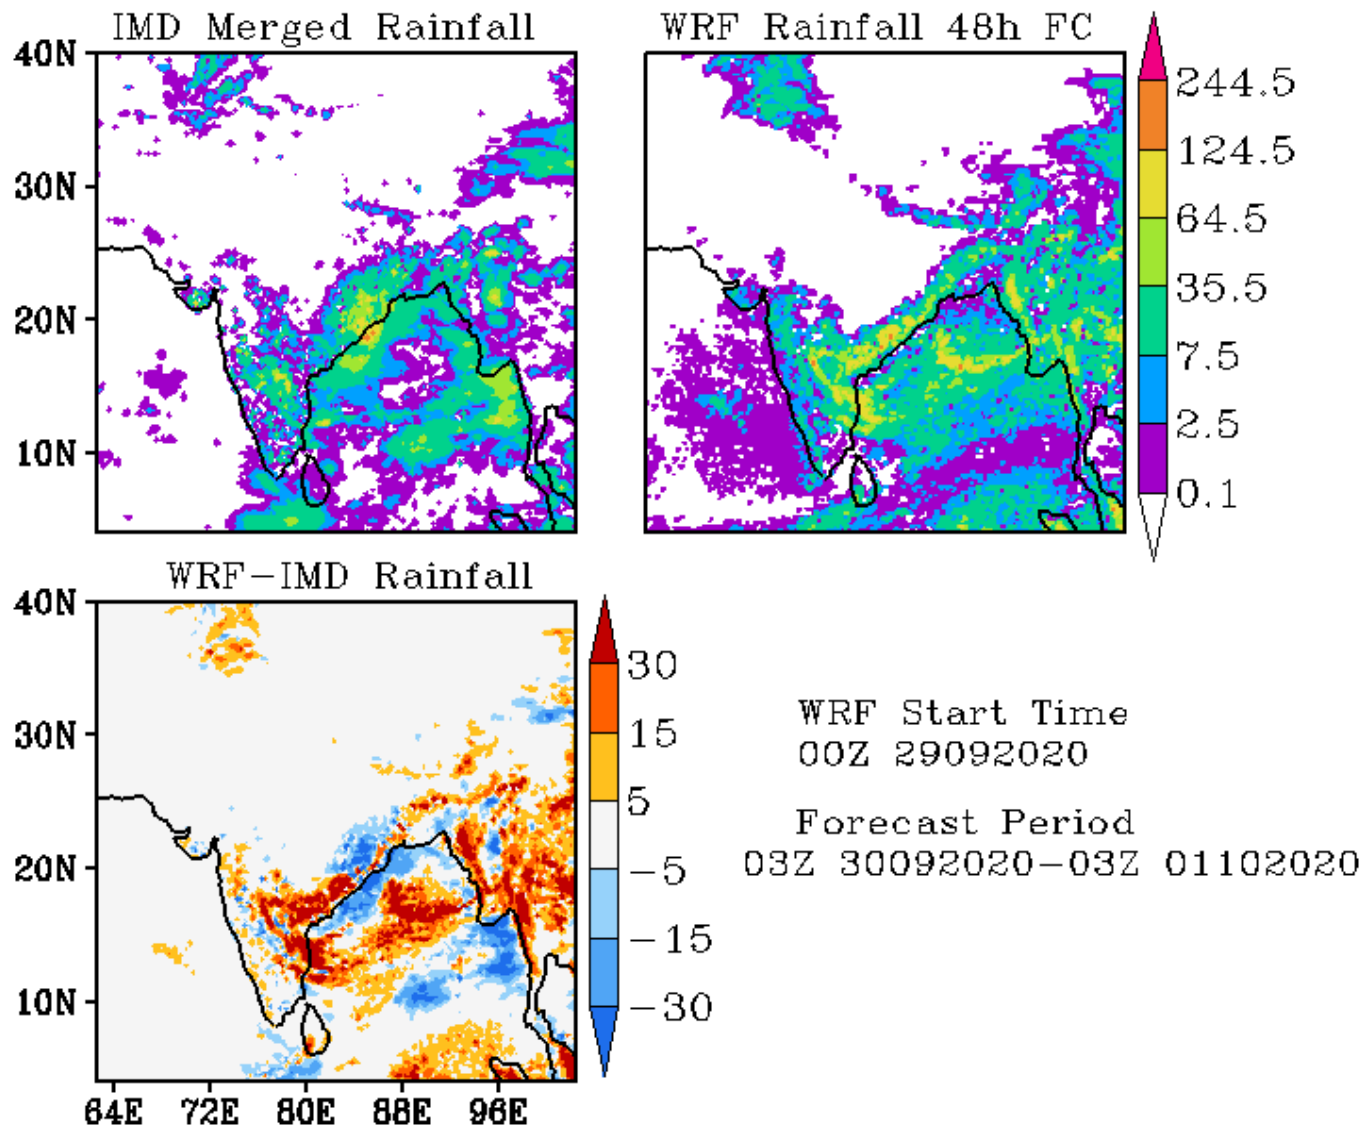 IMD Merged Rainfall
WRF Rainfall 48h FC
40N
30N
20N
10N
244.5
124.5
64.5
35.5
7.5
2.5
0.1
WRF-IMD Rainfall
40N
30N
20N
10N
64E 72E 80E 88E 96E
30
15
5
-5
-15
-30
WRF Start Time
00Z 29092020
Forecast Period
03Z 30092020-03Z 01102020